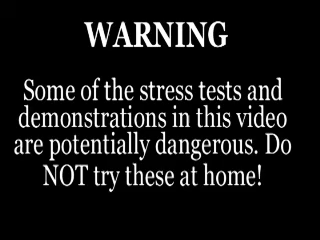 WARNING
Some of the stress tests and
demonstrations in this video
are potentially dangerous. Do
NOT try these at home!